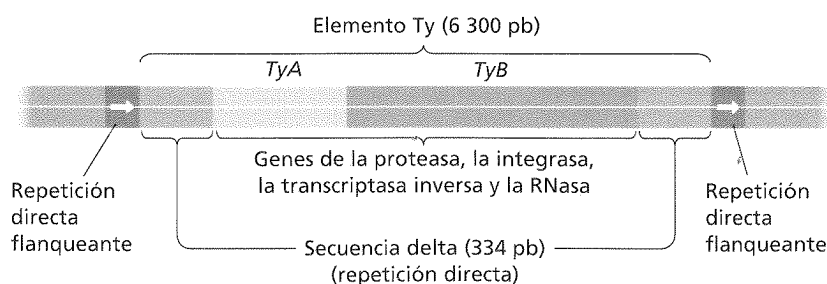 Elemento Ty (6 300 pb)
TyA
TyB
Genes de la proteasa, la integrasa,
la transcriptasa inversa y la RNasa
Repetición
directa
flanqueante
Repetición
directa
flanqueante
Secuencia delta (334 pb)
(repetición directa)